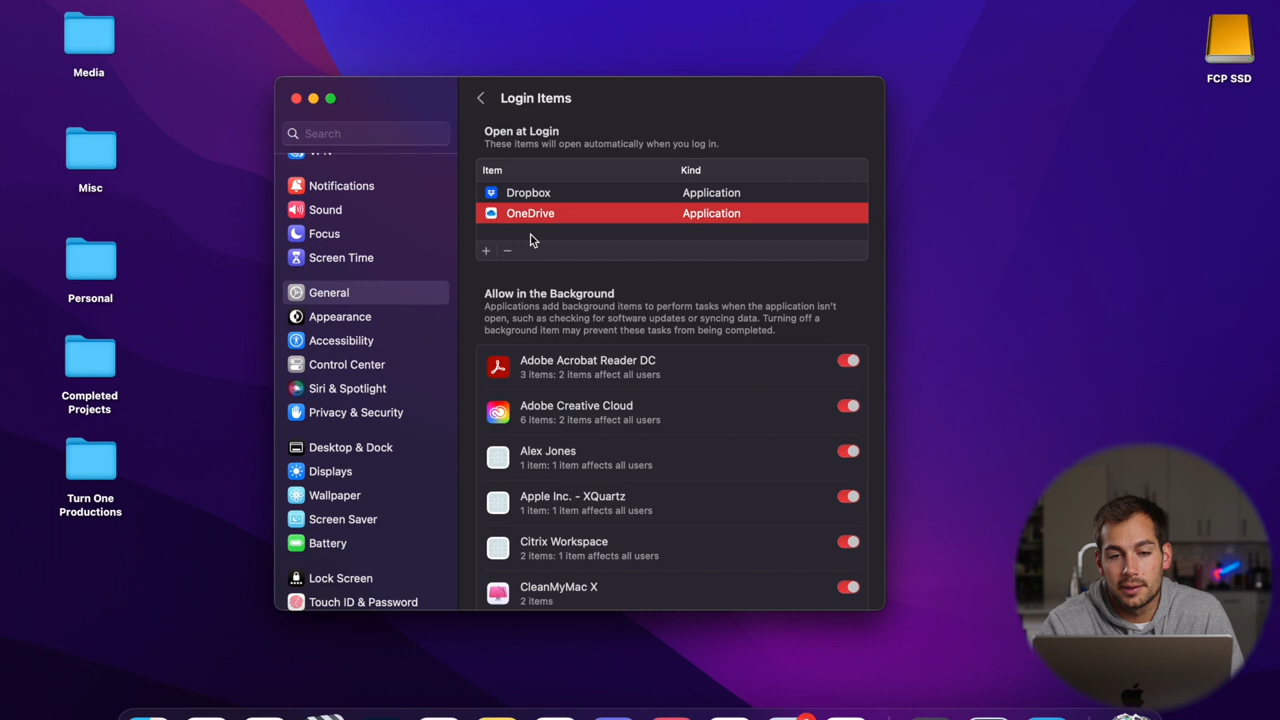 Media
Misc
Personal
Completed
Projects
Turn One
Productions
FCP SSD
Search
VPN
Notifications
Sound
Focus
Screen Time
General
Appearance
Accessibility
Control Center
Siri & Spotlight
Privacy & Security
Desktop & Dock
Displays
Wallpaper
Screen Saver
Battery
Lock Screen
Touch ID & Password
Login Items
Open at Login
These items will open automatically when you log in.
Item Kind
Dropbox Application
OneDrive Application
+ −
Allow in the Background
Applications add background items to perform tasks when the application isn't
open, such as checking for software updates or syncing data. Turning off a
background item may prevent these tasks from being completed.
Adobe Acrobat Reader DC
3 items: 2 items affect all users
Adobe Creative Cloud
6 items: 2 items affect all users
Alex Jones
1 item: 1 item affects all users
Apple Inc. - XQuartz
1 item: 1 item affects all users
Citrix Workspace
2 items: 1 item affects all users
CleanMyMac X
2 items